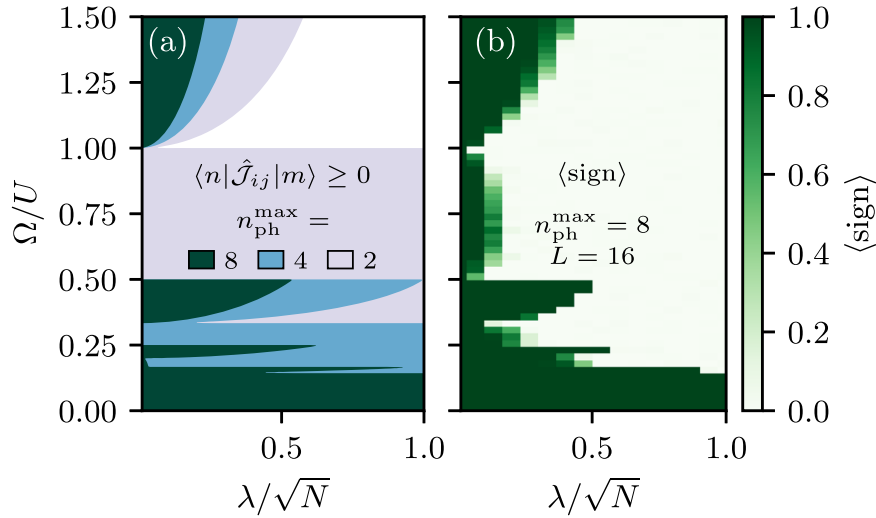 (a)
1.50
1.25
1.00
0.75
0.50
0.25
0.00
Ω/U
⟨n|𝒥̂ᵢⱼ|m⟩ ≥ 0
n_ph^max =
8 4 2
0.5 1.0
λ/√N
(b)
⟨sign⟩
n_ph^max = 8
L = 16
0.5 1.0
λ/√N
1.0
0.8
0.6
0.4
0.2
0.0
⟨sign⟩